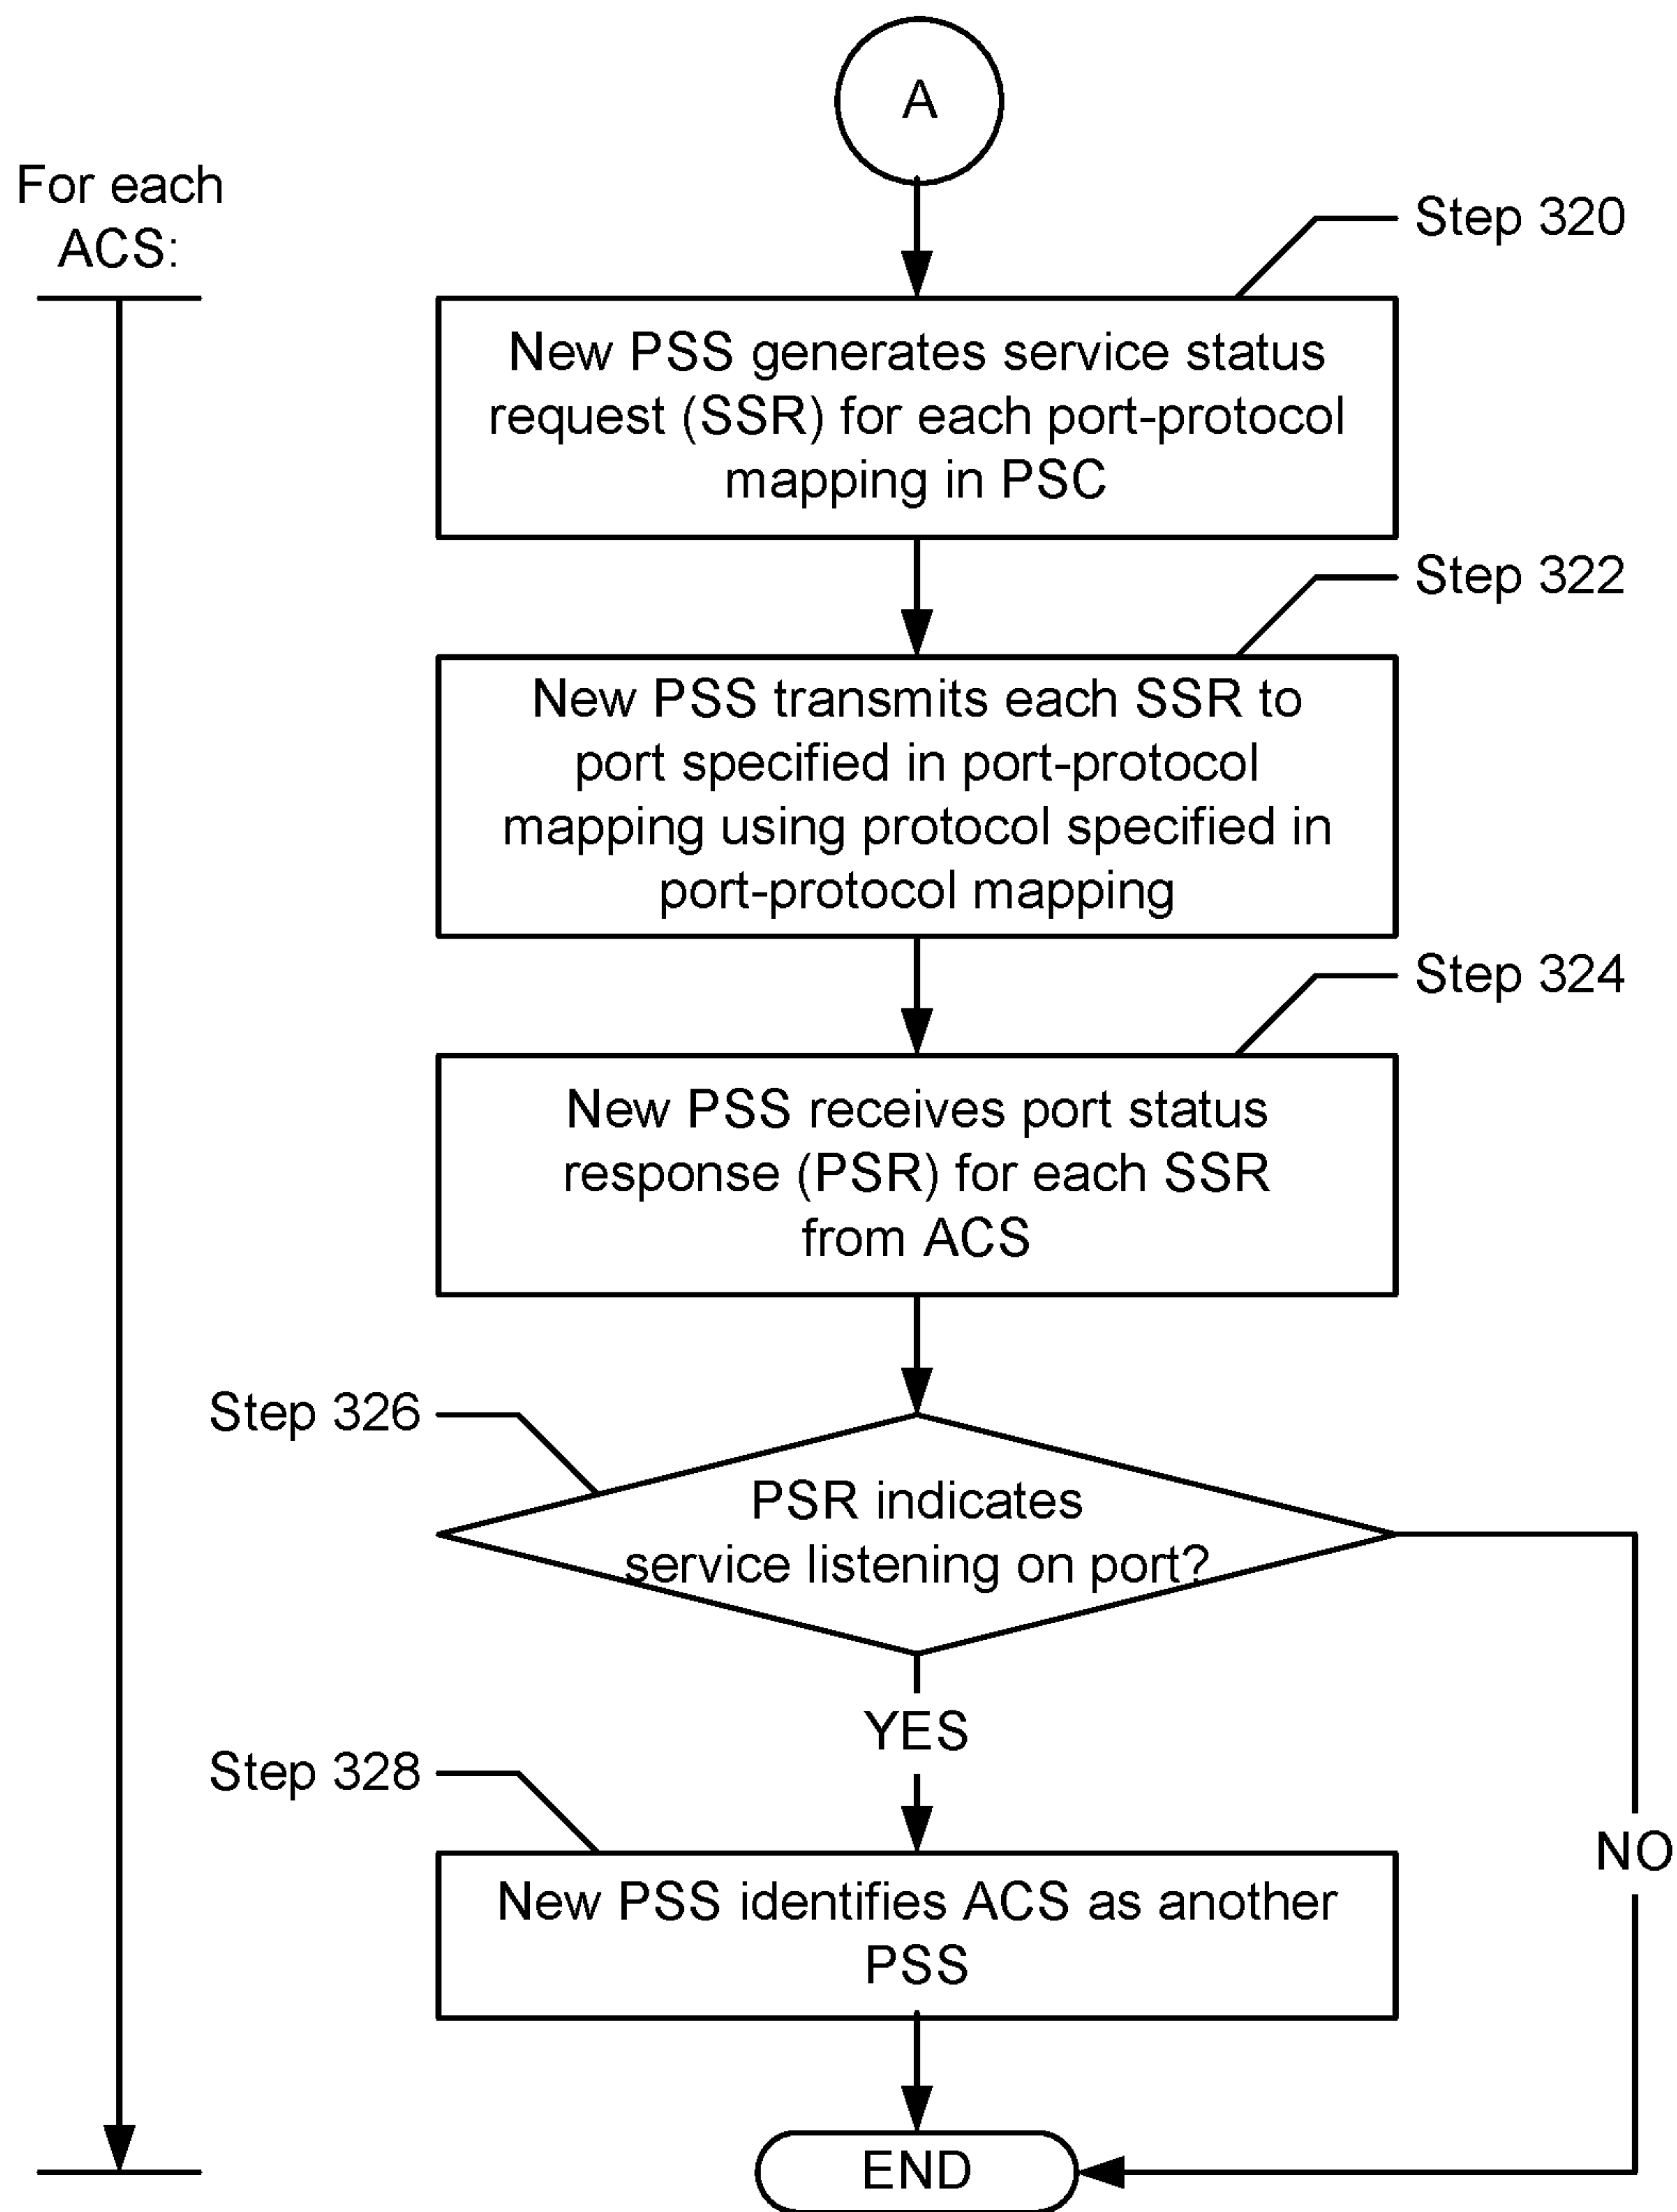 A
For each
ACS:
Step 320
New PSS generates service status
request (SSR) for each port-protocol
mapping in PSC
Step 322
New PSS transmits each SSR to
port specified in port-protocol
mapping using protocol specified in
port-protocol mapping
Step 324
New PSS receives port status
response (PSR) for each SSR
from ACS
Step 326
PSR indicates
service listening on port?
YES
Step 328
NO
New PSS identifies ACS as another
PSS
END